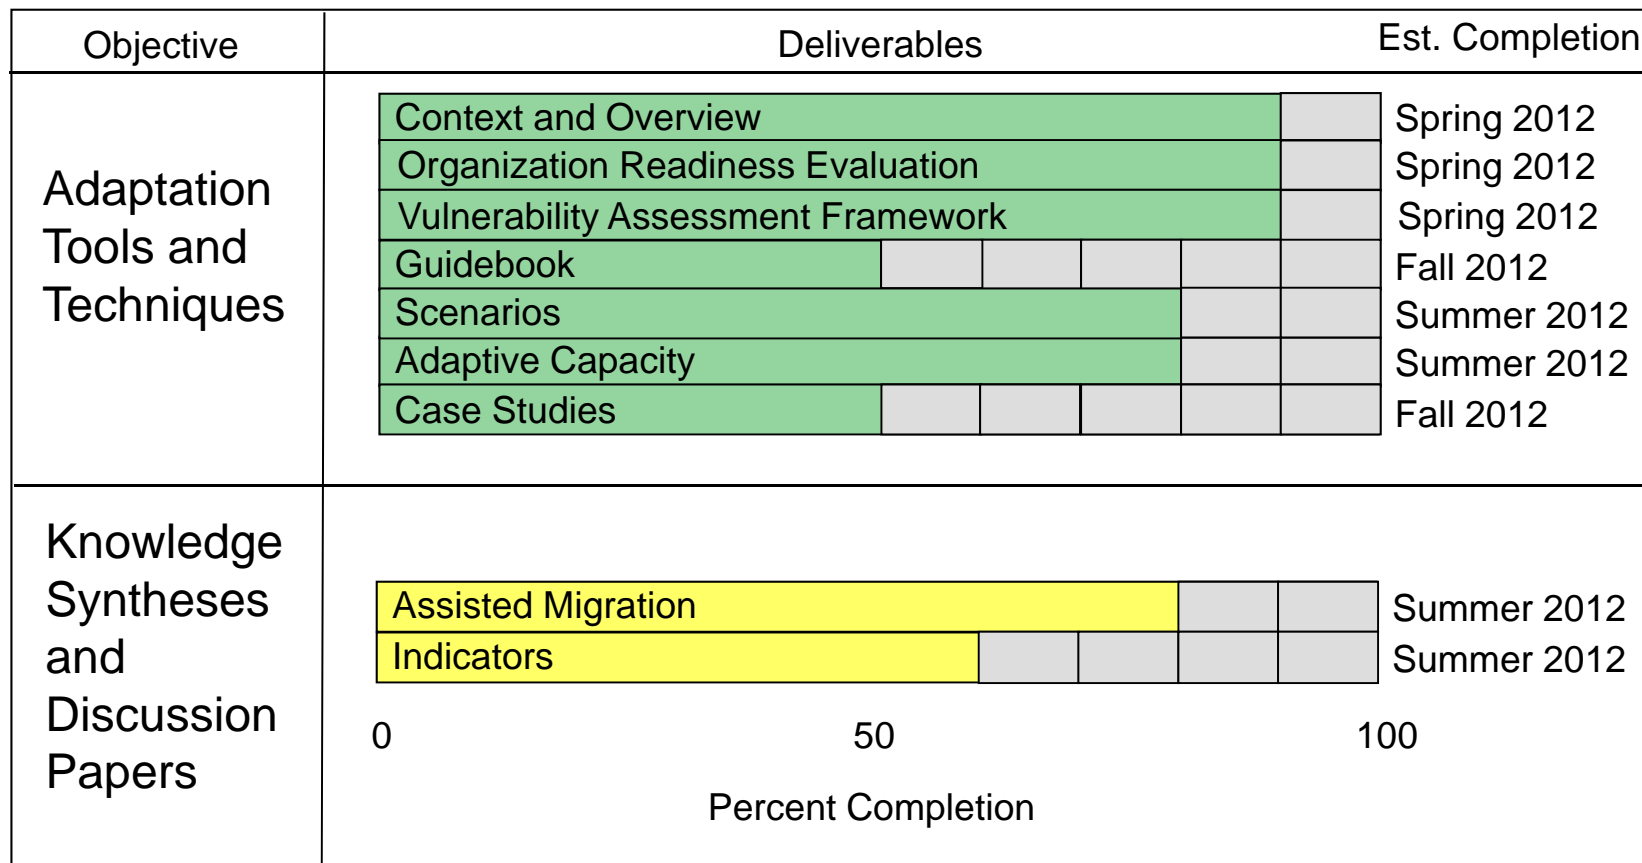 Objective
Deliverables
Est. Completion
Adaptation
Tools and
Techniques
Context and Overview
Spring 2012
Organization Readiness Evaluation
Spring 2012
Vulnerability Assessment Framework
Spring 2012
Guidebook
Fall 2012
Scenarios
Summer 2012
Adaptive Capacity
Summer 2012
Case Studies
Fall 2012
Knowledge
Syntheses
and
Discussion
Papers
Assisted Migration
Summer 2012
Indicators
Summer 2012
0 50 100
Percent Completion